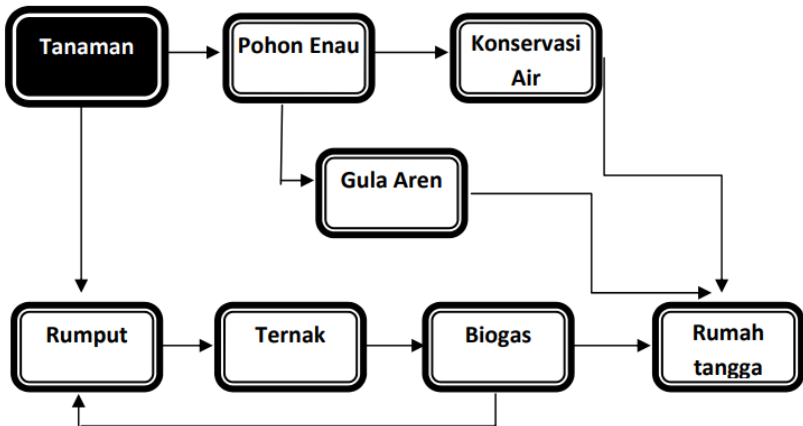 Tanaman
Pohon Enau
Konservasi
Air
Gula Aren
Rumput
Ternak
Biogas
Rumah
tangga